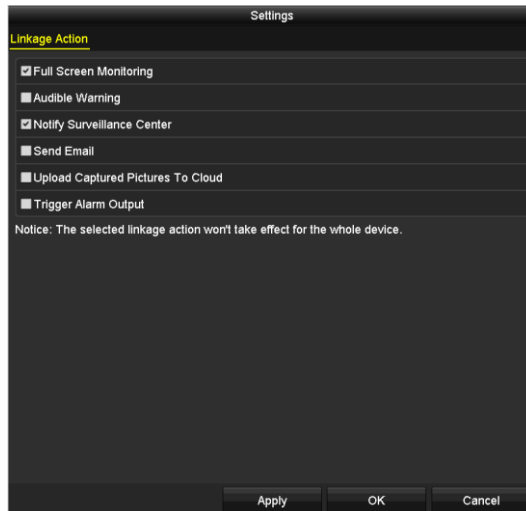 Settings
Linkage Action
Full Screen Monitoring
Audible Warning
Notify Surveillance Center
Send Email
Upload Captured Pictures To Cloud
Trigger Alarm Output
Notice: The selected linkage action won't take effect for the whole device.
Apply OK Cancel